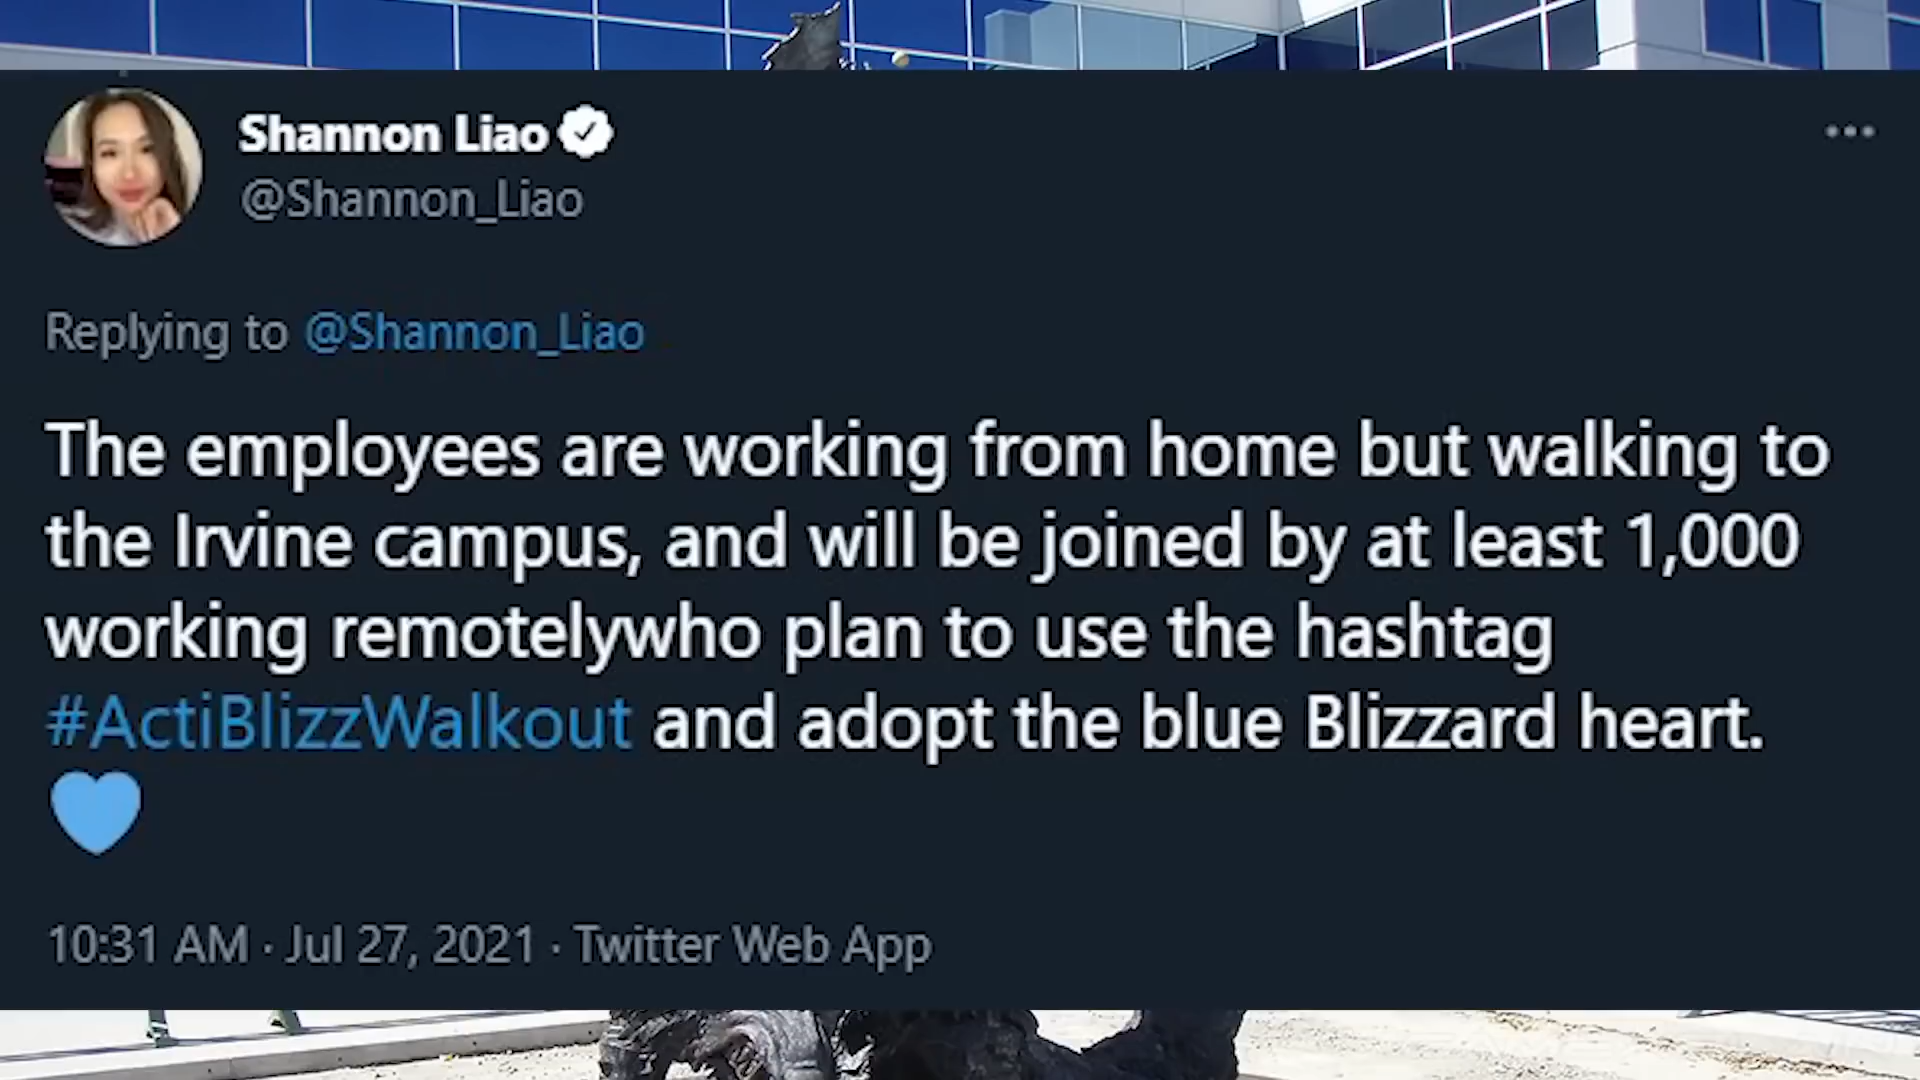 Shannon Liao
@Shannon_Liao
Replying to @Shannon_Liao
The employees are working from home but walking to
the Irvine campus, and will be joined by at least 1,000
working remotelywho plan to use the hashtag
#ActiBlizzWalkout and adopt the blue Blizzard heart.
💙
10:31 AM · Jul 27, 2021 · Twitter Web App